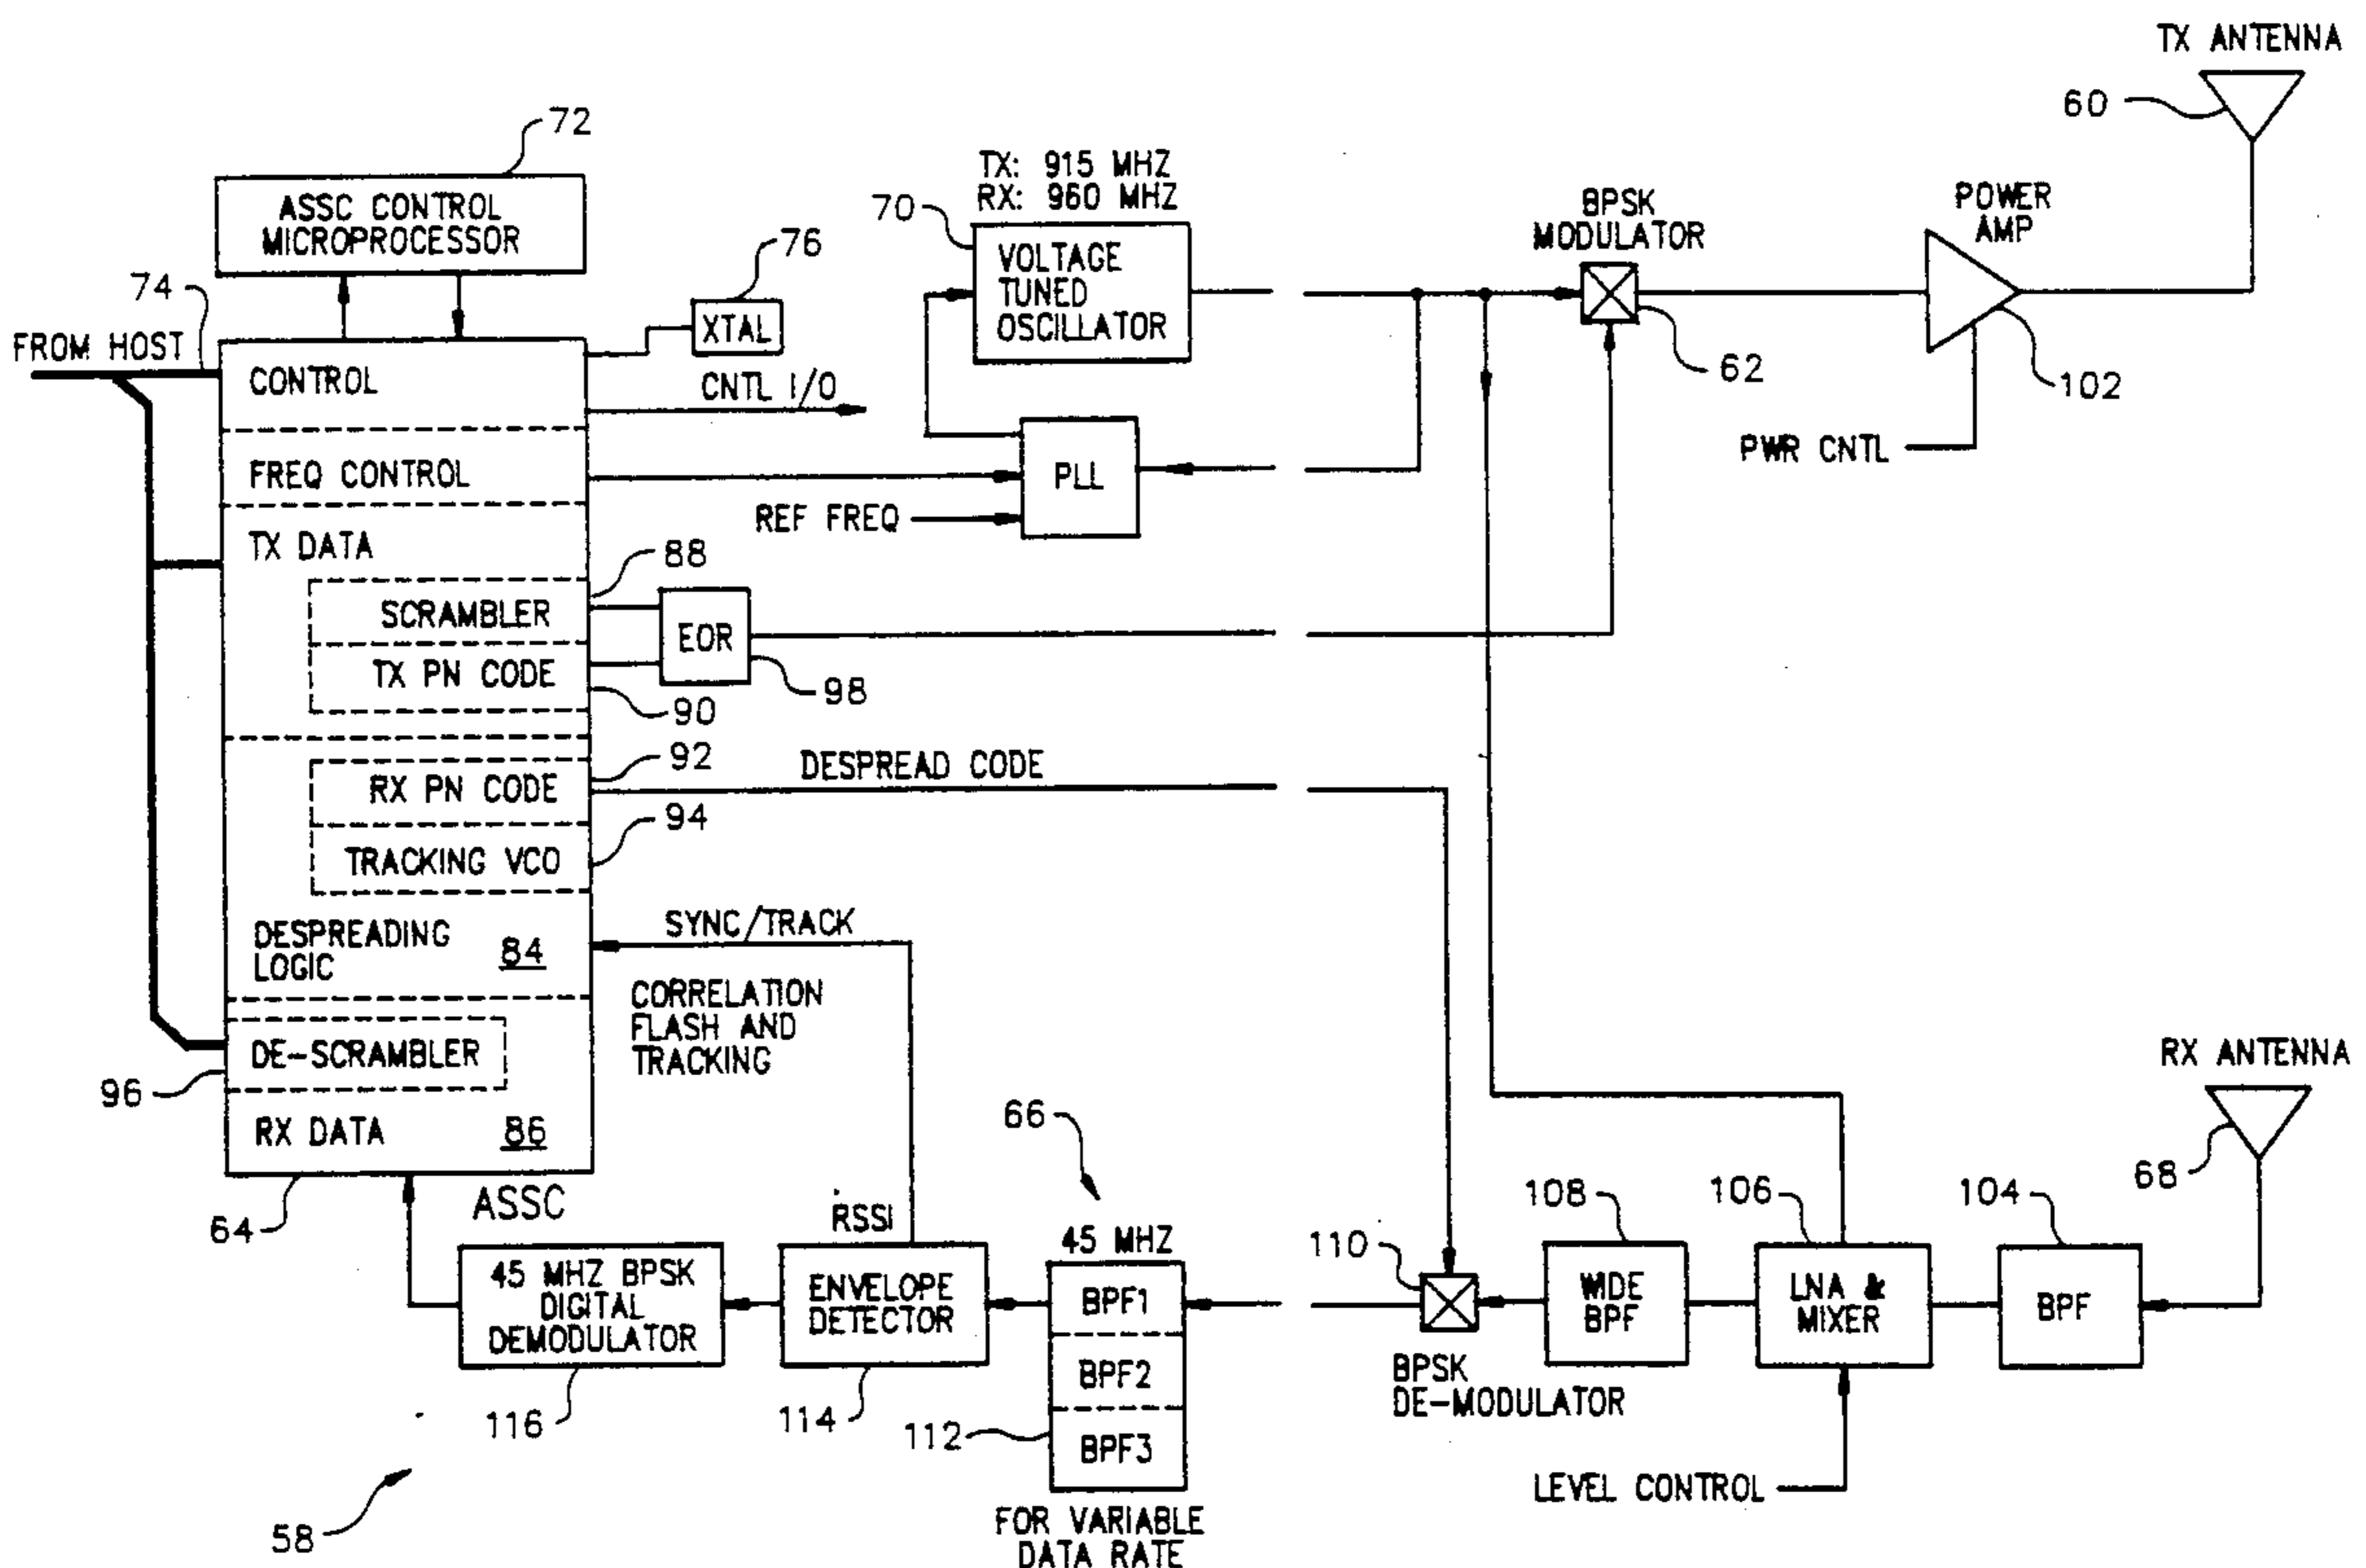 TX ANTENNA
60
72
ASSC CONTROL
MICROPROCESSOR
TX: 915 MHZ
RX: 960 MHZ
70
VOLTAGE
TUNED
OSCILLATOR
BPSK
MODULATOR
62
POWER
AMP
102
PWR CNTL
74
76
XTAL
FROM HOST
CONTROL
CNTL I/O
FREQ CONTROL
PLL
REF FREQ
TX DATA
88
SCRAMBLER
EOR
TX PN CODE
98
90
92
RX PN CODE
DESPREAD CODE
94
TRACKING VCO
DESPREADING
LOGIC
84
SYNC/TRACK
CORRELATION
FLASH AND
TRACKING
DE-SCRAMBLER
96
RX DATA
86
64
ASSC
RX ANTENNA
68
66
RSSI
45 MHZ
110
108
106
104
45 MHZ BPSK
DIGITAL
DEMODULATOR
116
ENVELOPE
DETECTOR
114
BPF1
BPF2
BPF3
112
FOR VARIABLE
DATA RATE
BPSK
DE-MODULATOR
WIDE
BPF
LNA &
MIXER
BPF
LEVEL CONTROL
58